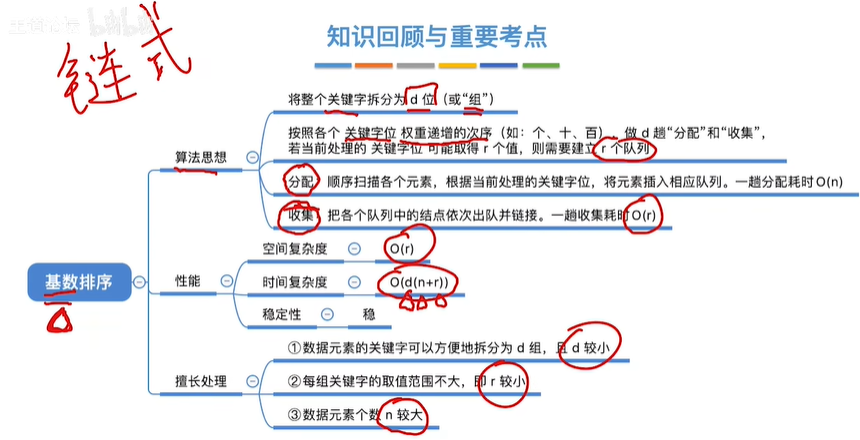 王道论坛 bilibili
链式
知识回顾与重要考点
将整个关键字拆分为 d 位（或“组”）
按照各个 关键字位 权重递增的次序（如：个、十、百），做 d 趟“分配”和“收集”，
若当前处理的 关键字位 可能取得 r 个值，则需要建立 r 个队列
算法思想
分配：顺序扫描各个元素，根据当前处理的关键字位，将元素插入相应队列。一趟分配耗时O(n)
收集：把各个队列中的结点依次出队并链接。一趟收集耗时O(r)
空间复杂度 O(r)
基数排序
性能
时间复杂度 O(d(n+r))
稳定性 稳
①数据元素的关键字可以方便地拆分为 d 组，且 d 较小
擅长处理
②每组关键字的取值范围不大，即 r 较小
③数据元素个数 n 较大